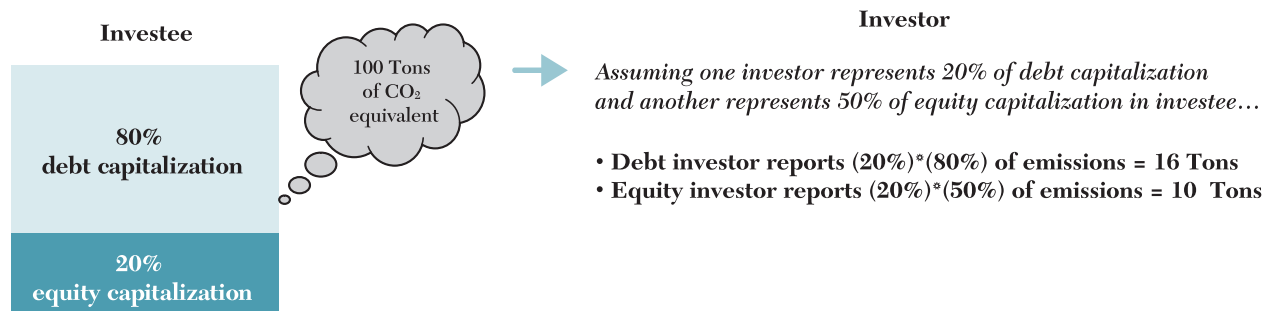 Investee
80%
debt capitalization
20%
equity capitalization
100 Tons
of CO₂
equivalent
Investor
Assuming one investor represents 20% of debt capitalization
and another represents 50% of equity capitalization in investee…
• Debt investor reports (20%)*(80%) of emissions = 16 Tons
• Equity investor reports (20%)*(50%) of emissions = 10  Tons